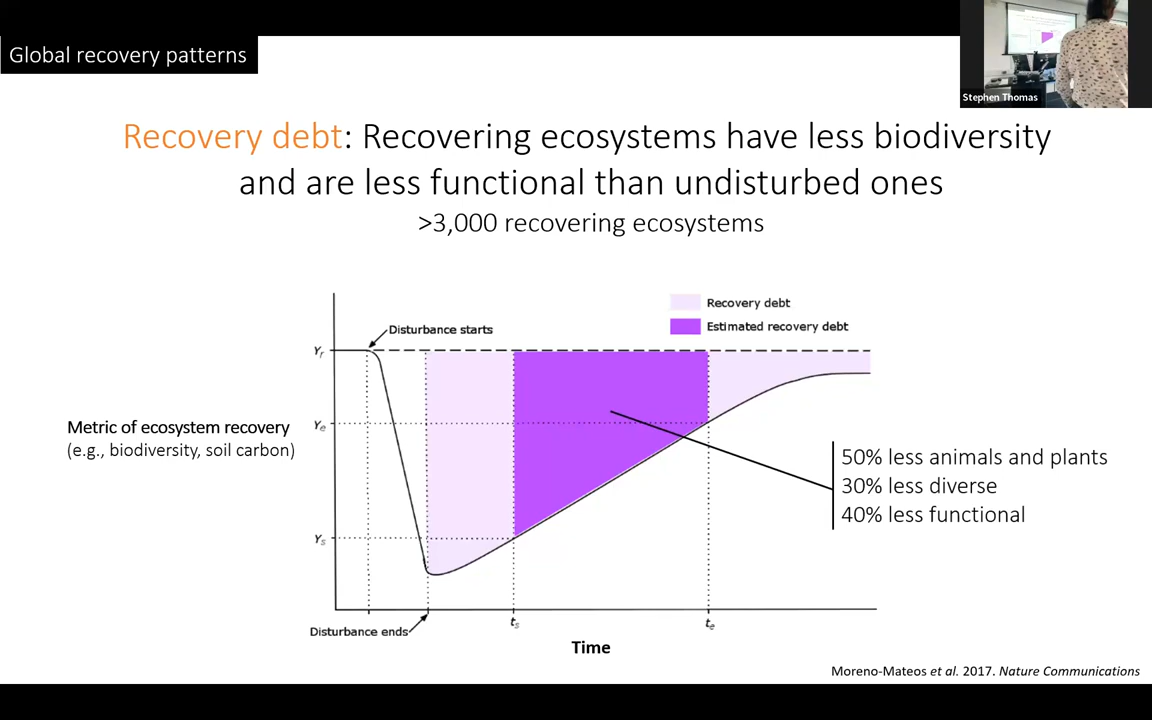 Global recovery patterns
Stephen Thomas
Recovery debt: Recovering ecosystems have less biodiversity
and are less functional than undisturbed ones
>3,000 recovering ecosystems
Recovery debt
Estimated recovery debt
Disturbance starts
Yr
Ye
Ys
Metric of ecosystem recovery
(e.g., biodiversity, soil carbon)
50% less animals and plants
30% less diverse
40% less functional
Disturbance ends
ts
te
Time
Moreno-Mateos et al. 2017. Nature Communications